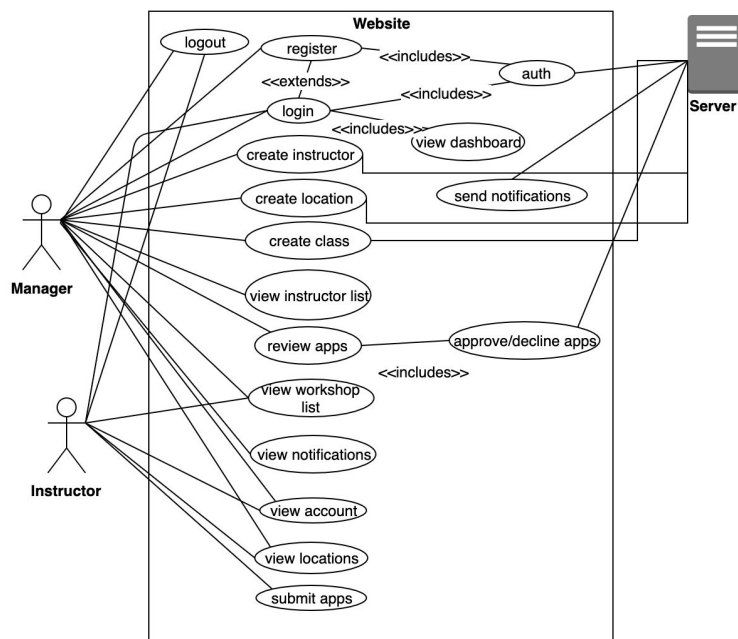 Website
logout
register
<<includes>>
auth
<<extends>>
<<includes>>
login
<<includes>>
view dashboard
Server
create instructor
create location
send notifications
create class
Manager
view instructor list
review apps
approve/decline apps
<<includes>>
view workshop
list
view notifications
Instructor
view account
view locations
submit apps